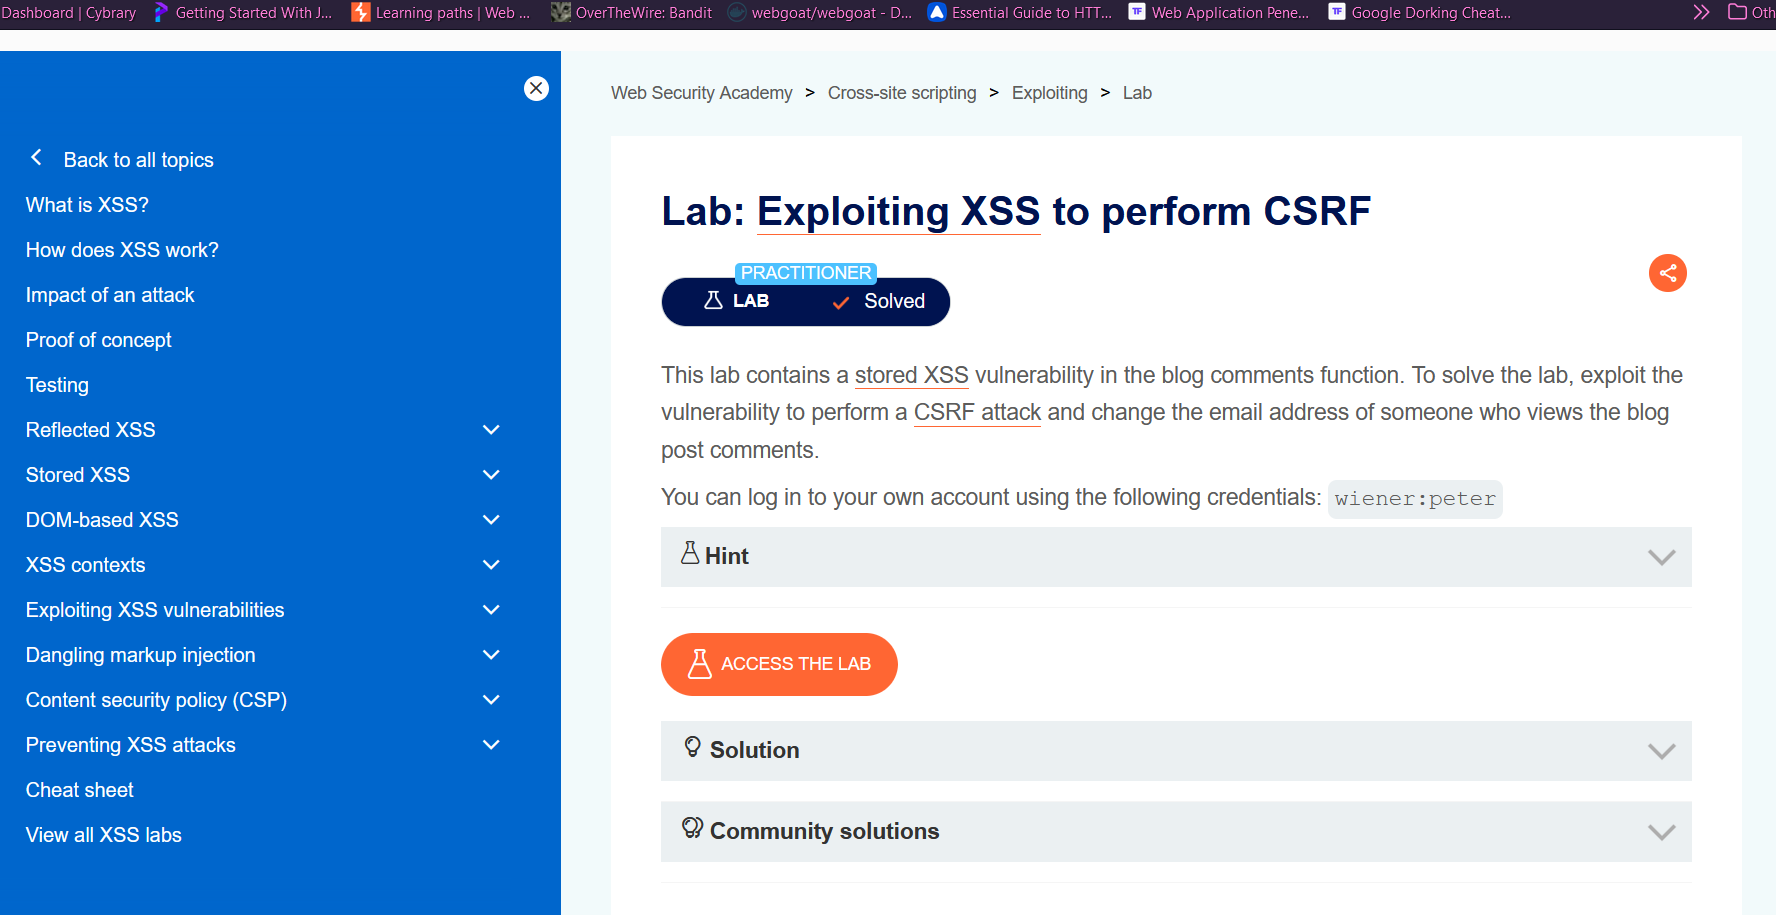 Dashboard | Cybrary Getting Started With J... Learning paths | Web ... OverTheWire: Bandit webgoat/webgoat - D... Essential Guide to HTT... TF Web Application Pene... TF Google Dorking Cheat... Oth
Back to all topics
What is XSS?
How does XSS work?
Impact of an attack
Proof of concept
Testing
Reflected XSS
Stored XSS
DOM-based XSS
XSS contexts
Exploiting XSS vulnerabilities
Dangling markup injection
Content security policy (CSP)
Preventing XSS attacks
Cheat sheet
View all XSS labs
Web Security Academy > Cross-site scripting > Exploiting > Lab
Lab: Exploiting XSS to perform CSRF
PRACTITIONER
LAB Solved
This lab contains a stored XSS vulnerability in the blog comments function. To solve the lab, exploit the
vulnerability to perform a CSRF attack and change the email address of someone who views the blog
post comments.
You can log in to your own account using the following credentials: wiener:peter
Hint
ACCESS THE LAB
Solution
Community solutions